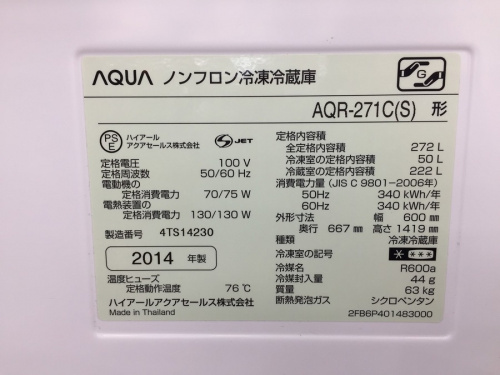 AQUA ノンフロン冷凍冷蔵庫
G
AQR-271C(S) 形
PSE ハイアール
アクアセールス株式会社
S JET
定格電圧 100 V
定格周波数 50/60 Hz
電動機の
定格消費電力 70/75 W
電熱装置の
定格消費電力 130/130 W
製造番号 4TS14230
2014 年製
温度ヒューズ
定格動作温度 76℃
ハイアールアクアセールス株式会社
Made in Thailand
定格内容積
全定格内容積 272 L
冷凍室の定格内容積 50 L
冷蔵室の定格内容積 222 L
消費電力量 (JIS C 9801-2006年)
50Hz 340 kWh/年
60Hz 340 kWh/年
外形寸法 幅 600 mm
奥行 667 mm 高さ 1419 mm
種類 冷凍冷蔵庫
冷凍室の記号 * ***
冷媒名 R600a
冷媒封入量 44 g
質量 63 kg
断熱発泡ガス シクロペンタン
2FB6P401483000